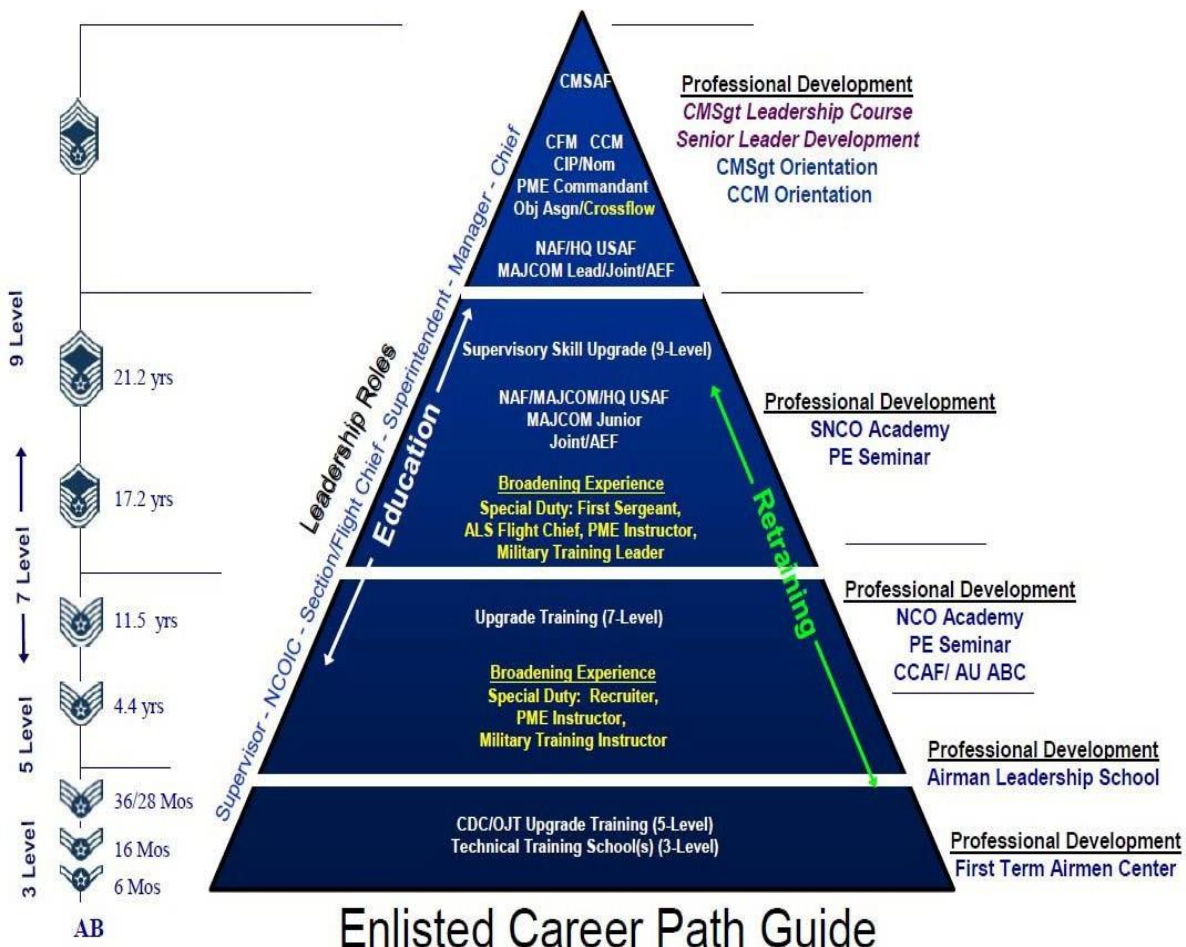 CMSAF
CFM CCM
CIP/Nom
PME Commandant
Obj Asgn/Crossflow
NAF/HQ USAF
MAJCOM Lead/Joint/AEF
Professional Development
CMSgt Leadership Course
Senior Leader Development
CMSgt Orientation
CCM Orientation
Supervisory Skill Upgrade (9-Level)
NAF/MAJCOM/HQ USAF
MAJCOM Junior
Joint/AEF
Broadening Experience
Special Duty: First Sergeant,
ALS Flight Chief, PME Instructor,
Military Training Leader
Professional Development
SNCO Academy
PE Seminar
Upgrade Training (7-Level)
Broadening Experience
Special Duty: Recruiter,
PME Instructor,
Military Training Instructor
Professional Development
NCO Academy
PE Seminar
CCAF/ AU ABC
Professional Development
Airman Leadership School
CDC/OJT Upgrade Training (5-Level)
Technical Training School(s) (3-Level)
Professional Development
First Term Airmen Center
Leadership Roles
Supervisor - NCOIC - Section/Flight Chief - Superintendent - Manager - Chief
Education
Retraining
9 Level
7 Level
5 Level
3 Level
21.2 yrs
17.2 yrs
11.5 yrs
4.4 yrs
36/28 Mos
16 Mos
6 Mos
AB
Enlisted Career Path Guide